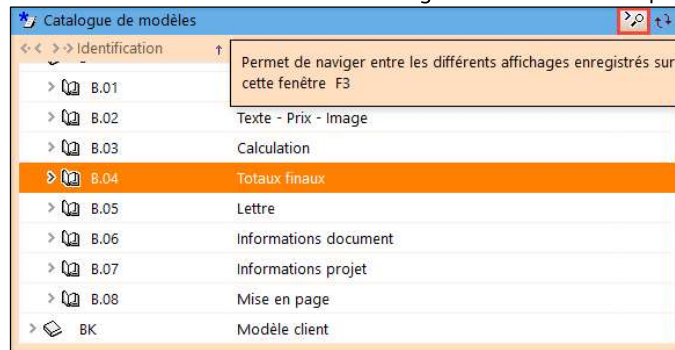 Catalogue de modèles
Identification
Permet de naviger entre les différents affichages enregistrés sur
cette fenêtre F3
B.01
B.02 Texte - Prix - Image
B.03 Calculation
B.04 Totaux finaux
B.05 Lettre
B.06 Informations document
B.07 Informations projet
B.08 Mise en page
BK Modèle client